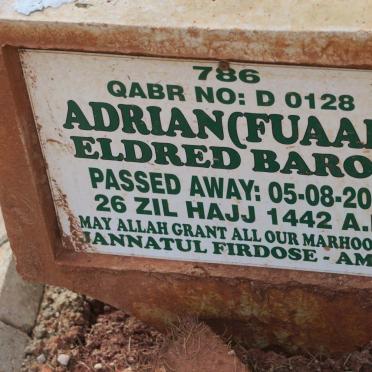 786
QABR NO: D 0128
ADRIAN(FUAA
ELDRED BARO
PASSED AWAY: 05-08-20
26 ZIL HAJJ 1442 A.
MAY ALLAH GRANT ALL OUR MARHOO
JANNATUL FIRDOSE - AM